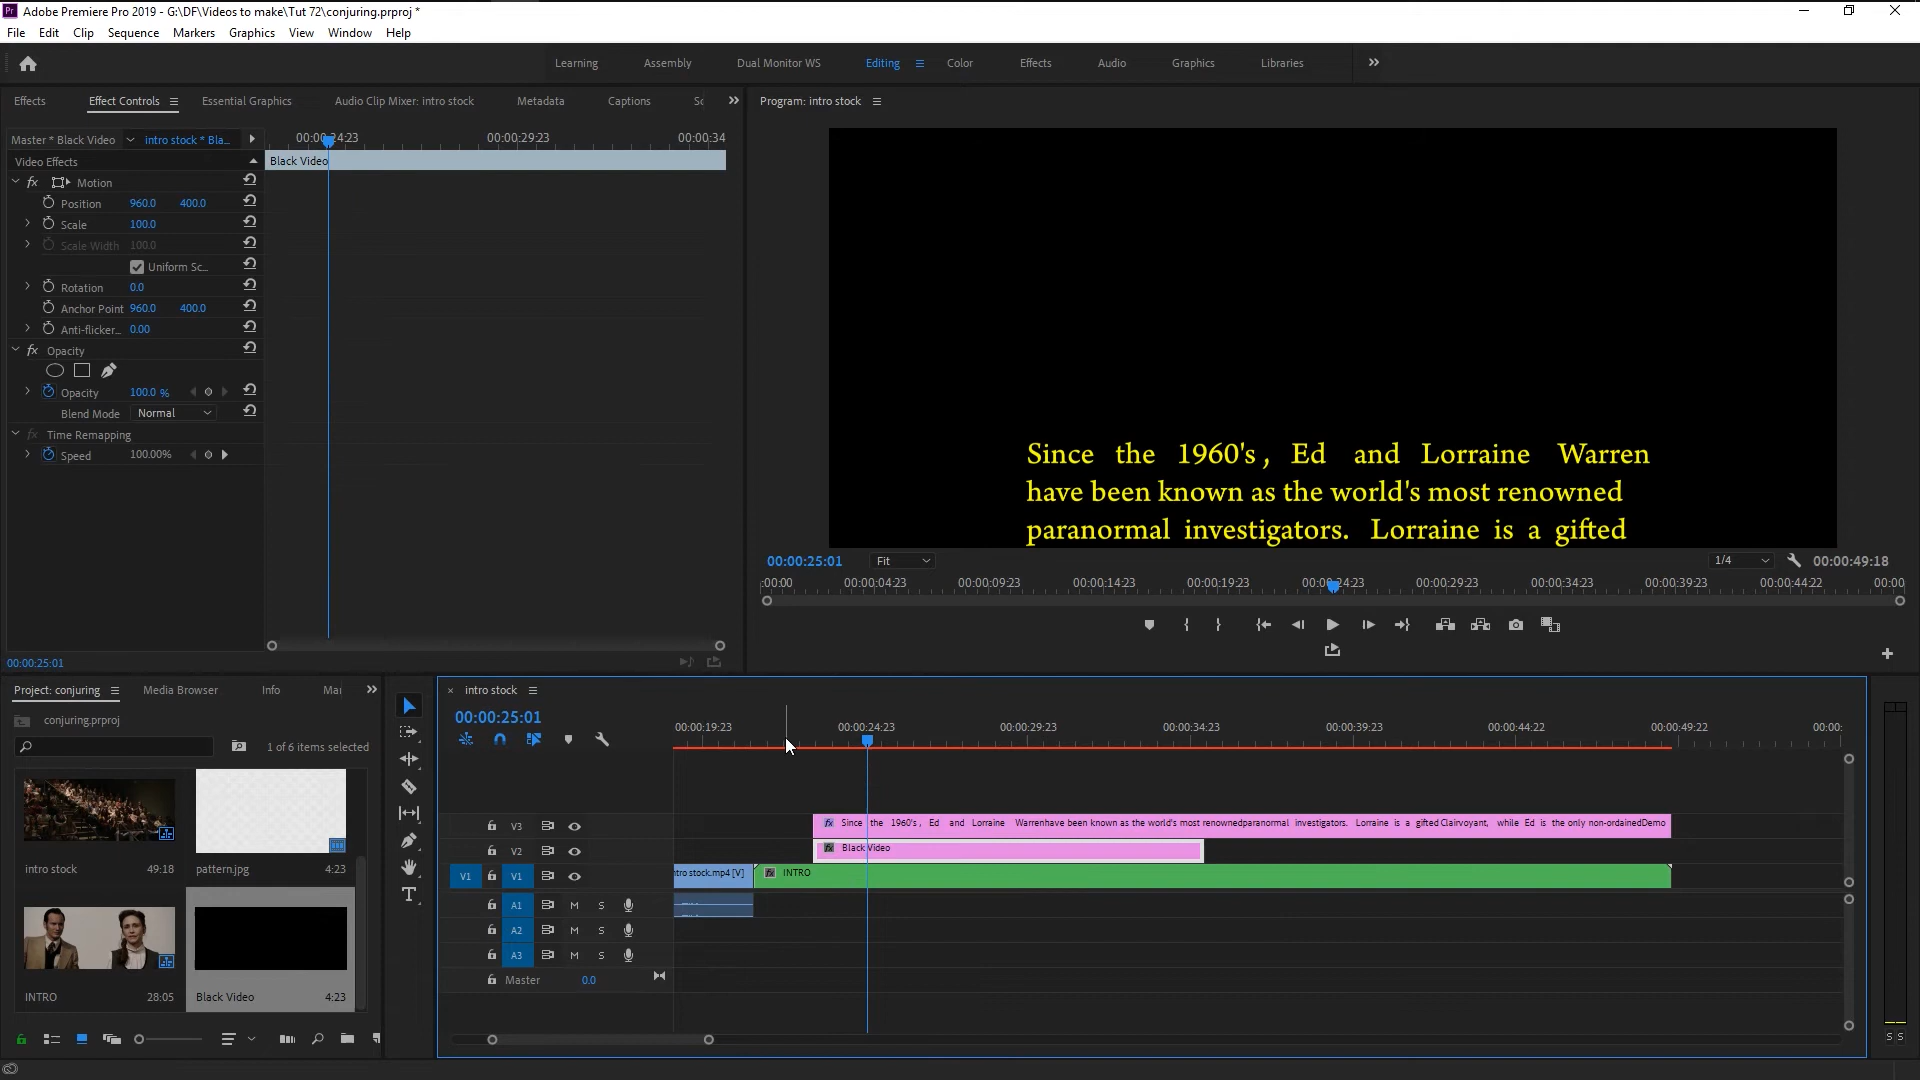 Adobe Premiere Pro 2019 - G:\DF\Videos to make\Tut 72\conjuring.prproj *
File Edit Clip Sequence Markers Graphics View Window Help
Learning Assembly Dual Monitor WS Editing Color Effects Audio Graphics Libraries
Effects Effect Controls Essential Graphics Audio Clip Mixer: intro stock Metadata Captions Sc
Program: intro stock
00:00:24:23 00:00:29:23 00:00:34
Master * Black Video intro stock * Bla...
Video Effects
Black Video
fx Motion
Position 960.0 400.0
Scale 100.0
Scale Width 100.0
Uniform Sc...
Rotation 0.0
Anchor Point 960.0 400.0
Anti-flicker... 0.00
fx Opacity
Opacity 100.0 %
Blend Mode Normal
fx Time Remapping
Speed 100.00%
00:00:25:01
Since the 1960's , Ed and Lorraine Warren
have been known as the world's most renowned
paranormal investigators. Lorraine is a gifted
00:00:25:01 Fit 1/4 00:00:49:18
:00:00 00:00:04:23 00:00:09:23 00:00:14:23 00:00:19:23 00:00:24:23 00:00:29:23 00:00:34:23 00:00:39:23 00:00:44:22 00:00
Project: conjuring Media Browser Info Mar
conjuring.prproj
1 of 6 items selected
intro stock 49:18
pattern.jpg 4:23
INTRO 28:05
Black Video 4:23
intro stock
00:00:25:01
00:00:19:23 00:00:24:23 00:00:29:23 00:00:34:23 00:00:39:23 00:00:44:22 00:00:49:22 00:00:
V3 fx Since the 1960's, Ed and Lorraine Warrenhave been known as the world's most renownedparanormal investigators. Lorraine is a gifted Clairvoyant, while Ed is the only non-ordainedDemo
V2 fx Black Video
V1 V1 ntro stock.mp4 [V] fx INTRO
A1 M S
A2 M S
A3 M S
Master 0.0
S S